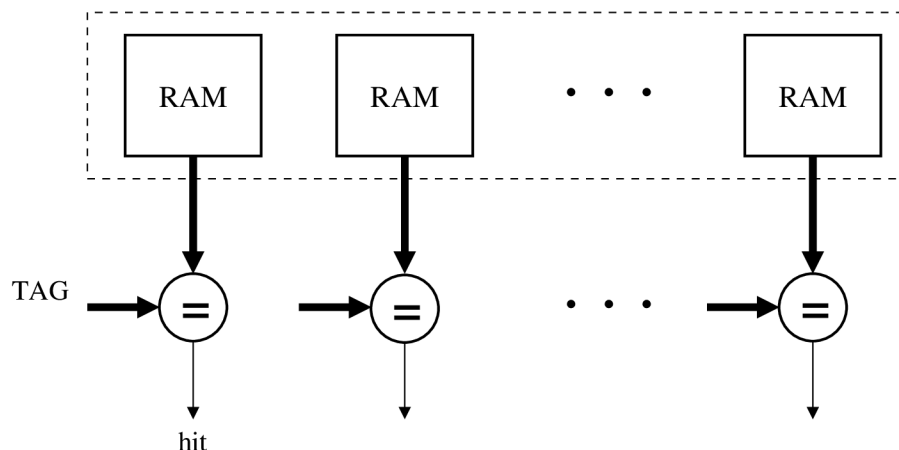 RAM RAM . . . RAM
TAG = = . . . =
hit